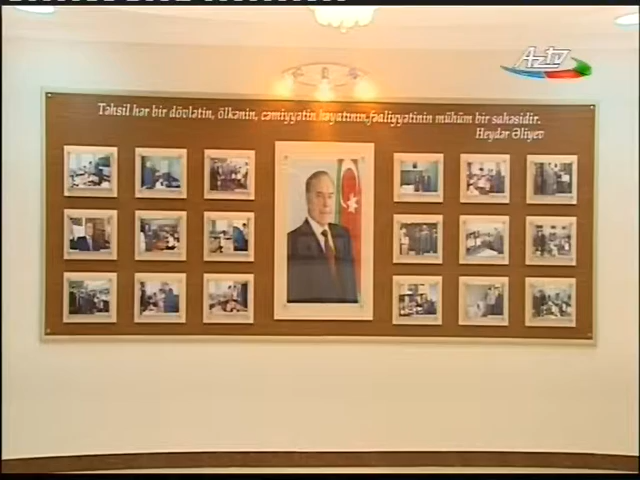 Aztv
Təhsil hər bir dövlətin, ölkənin, cəmiyyətin həyatının,fəaliyyətinin mühüm bir sahəsidir.
Heydər Əliyev